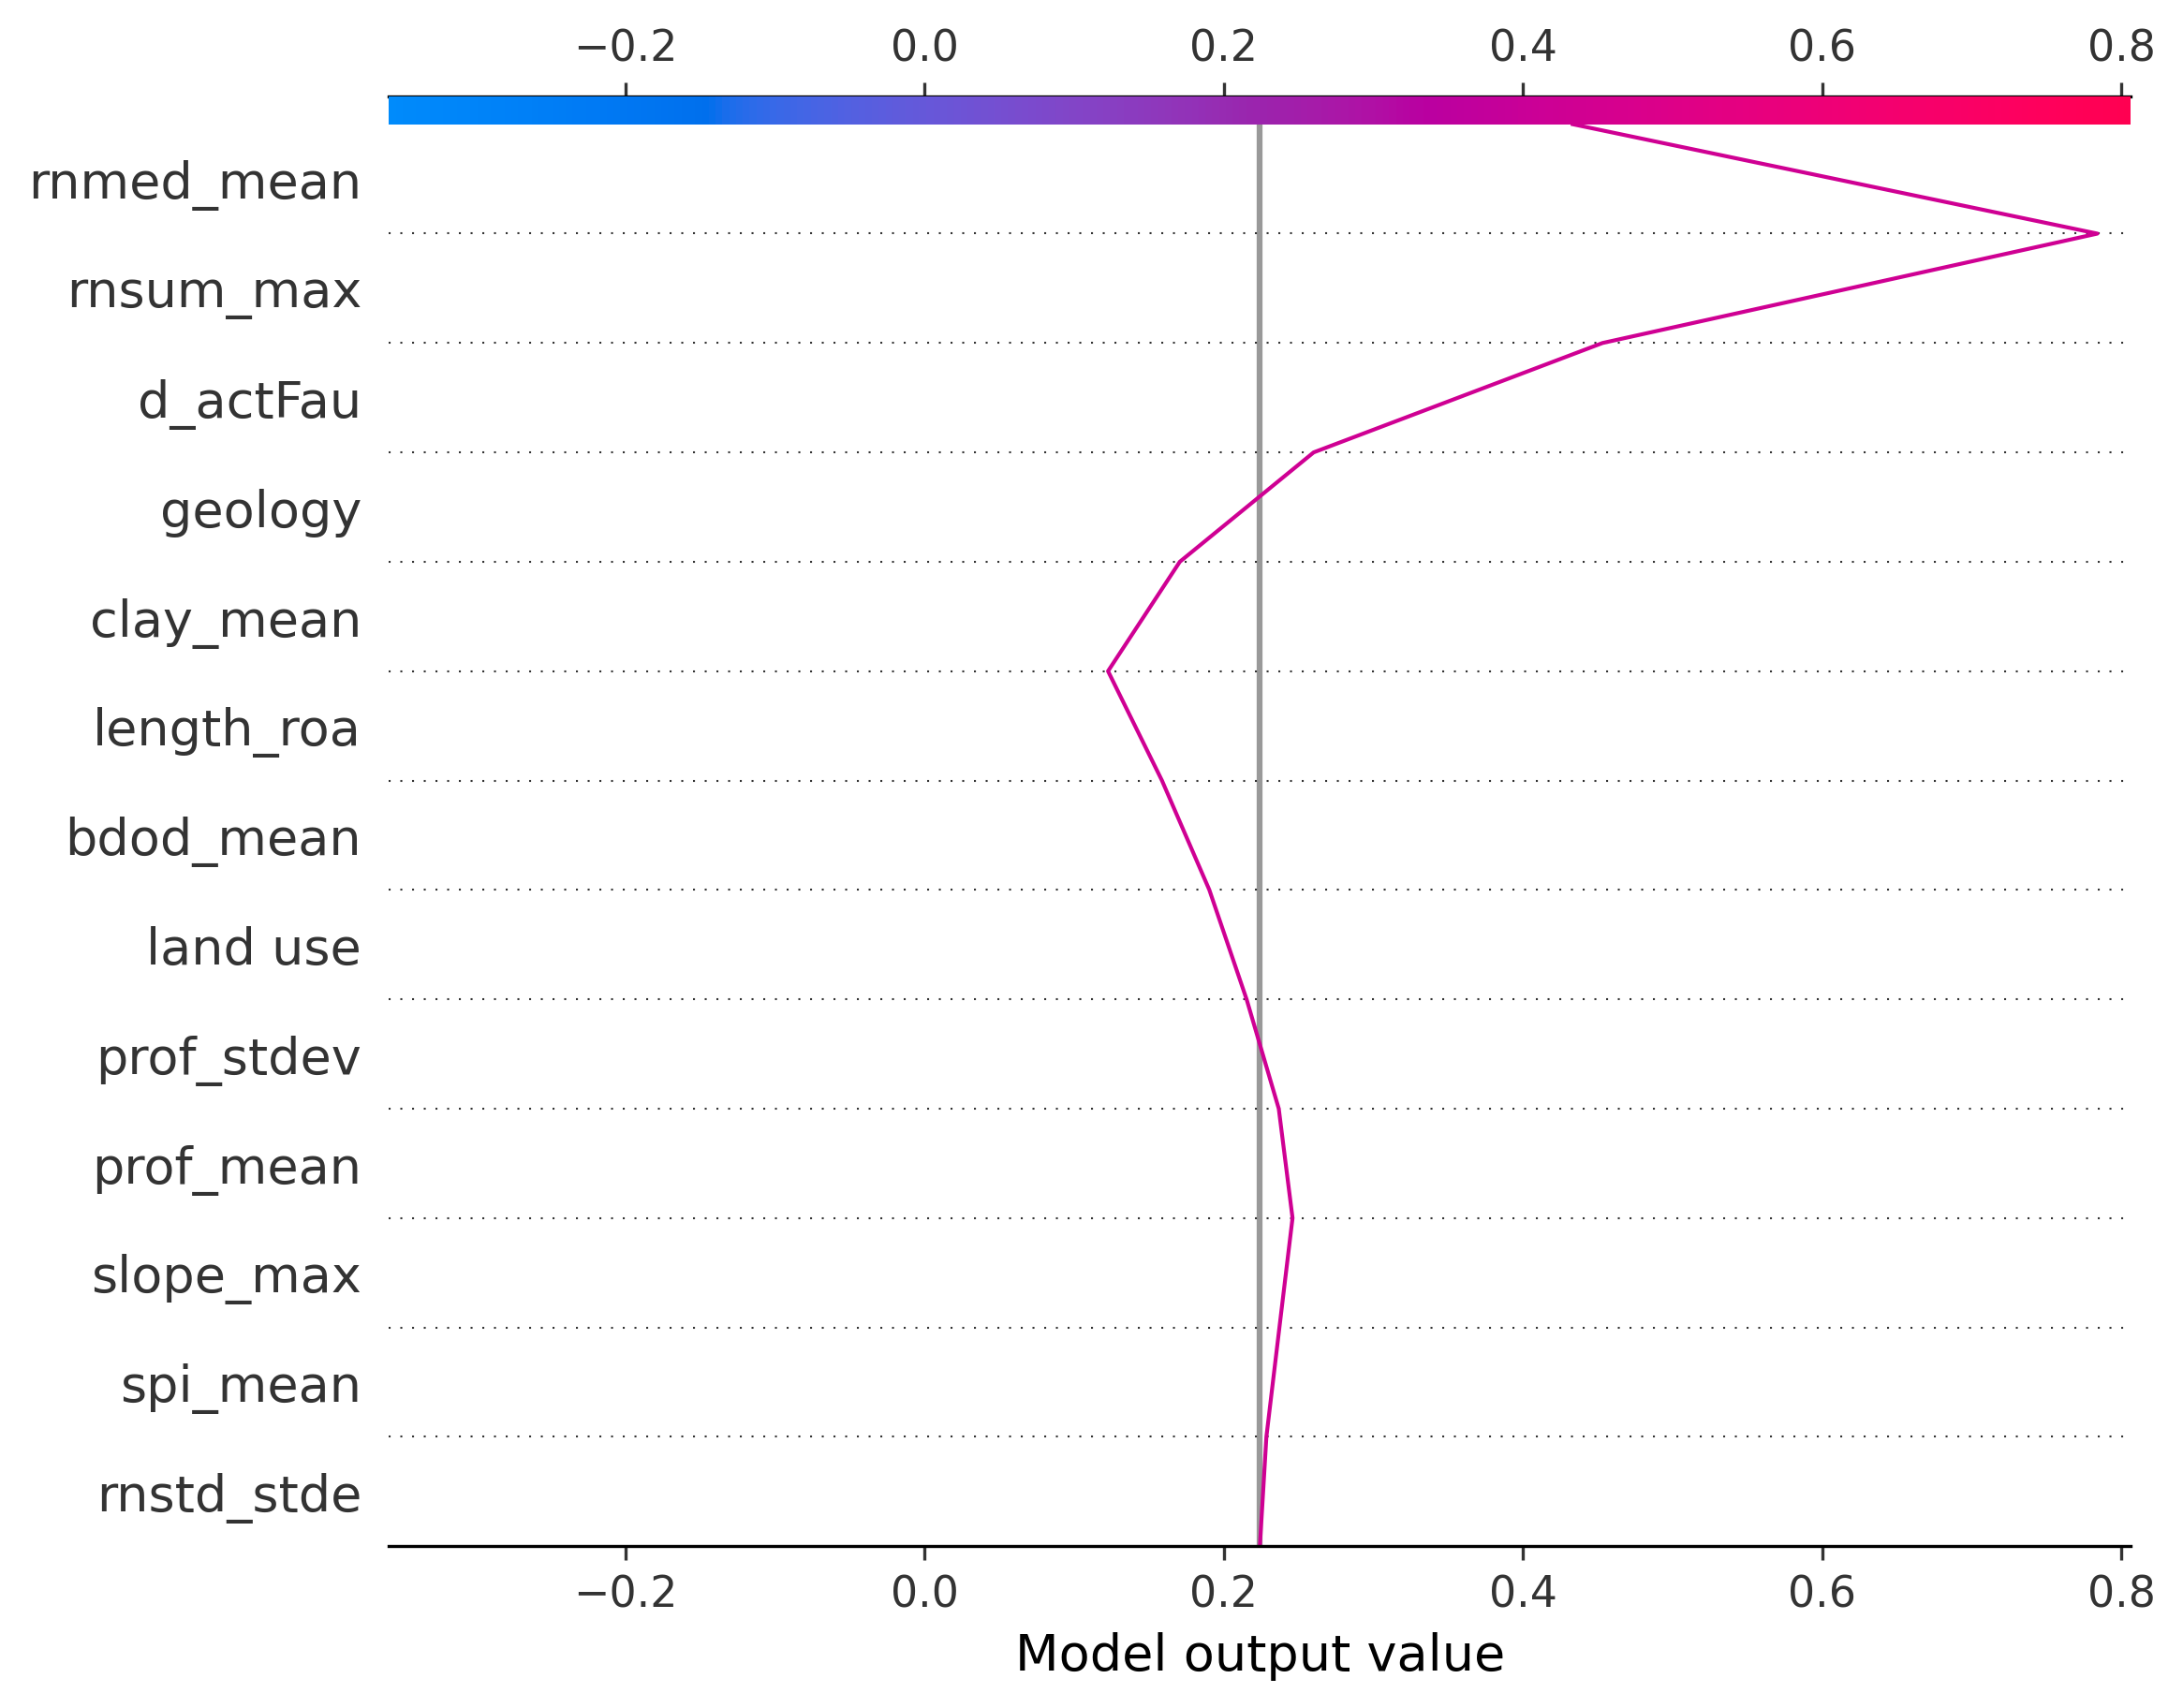 −0.2 0.0 0.2 0.4 0.6 0.8
rnmed_mean
rnsum_max
d_actFau
geology
clay_mean
length_roa
bdod_mean
land use
prof_stdev
prof_mean
slope_max
spi_mean
rnstd_stde
−0.2 0.0 0.2 0.4 0.6 0.8
Model output value